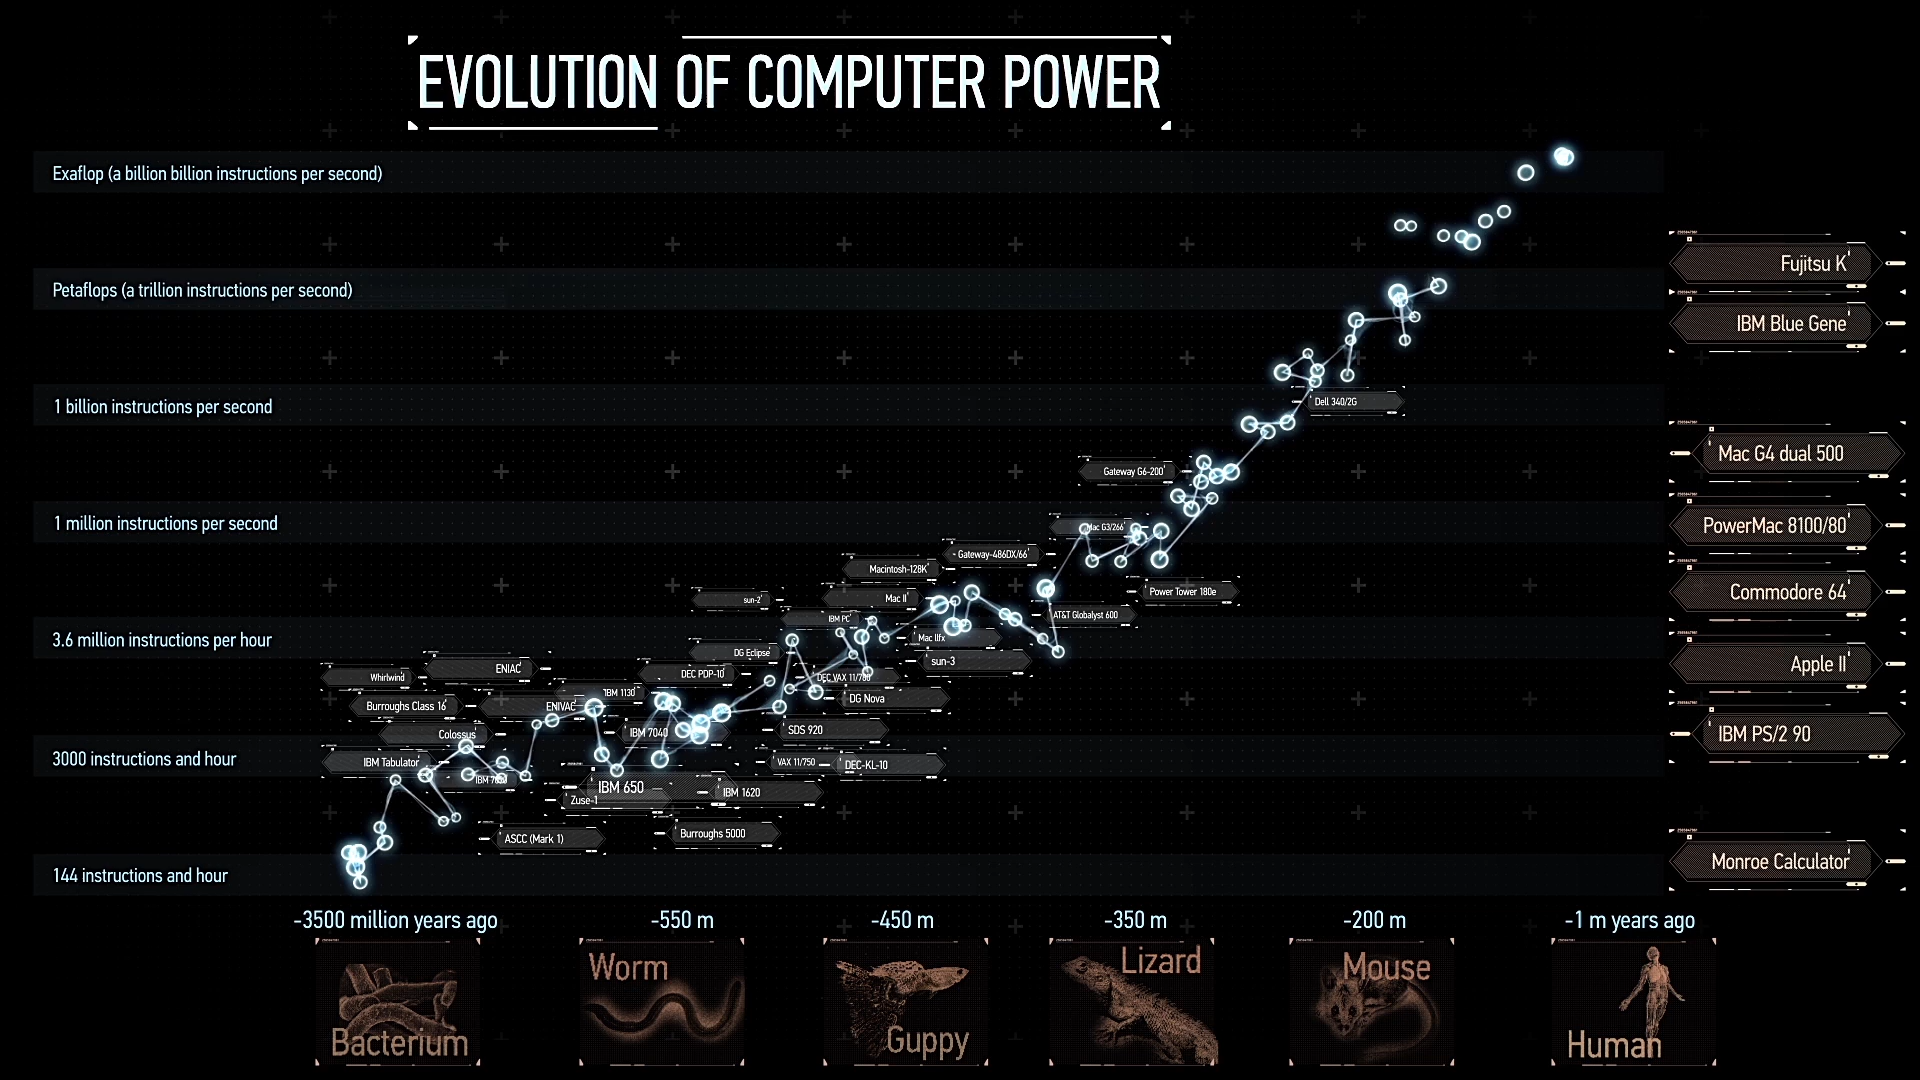 EVOLUTION OF COMPUTER POWER
Exaflop (a billion billion instructions per second)
Petaflops (a trillion instructions per second)
1 billion instructions per second
1 million instructions per second
3.6 million instructions per hour
3000 instructions and hour
144 instructions and hour
Fujitsu K
IBM Blue Gene
Mac G4 dual 500
PowerMac 8100/80
Commodore 64
Apple II
IBM PS/2 90
Monroe Calculator
Dell 340/2G
Gateway G6-200
Mac G3/266
Gateway-486DX/66
Macintosh-128K
Power Tower 180e
Mac II
sun-2
AT&T Globalyst 600
IBM PC
Mac IIfx
DG Eclipse
sun-3
ENIAC
DEC PDP-10
Whirlwind
DEC VAX 11/780
IBM 1130
DG Nova
Burroughs Class 16
ENIVAC
SDS 920
IBM 7040
Colossus
IBM Tabulator
VAX 11/750
DEC-KL-10
IBM 650
IBM 1620
Zuse-1
Burroughs 5000
ASCC (Mark 1)
-3500 million years ago
-550 m
-450 m
-350 m
-200 m
-1 m years ago
Bacterium
Worm
Guppy
Lizard
Mouse
Human